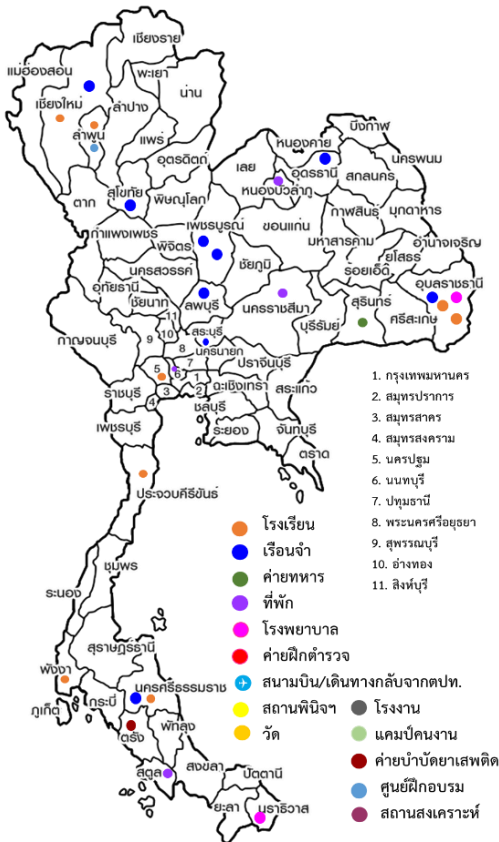 เชียงราย
แม่ฮ่องสอน
พะเยา
น่าน
เชียงใหม่
ลำปาง
ลำพูน
แพร่
อุตรดิตถ์
ตาก
สุโขทัย
พิษณุโลก
กำแพงเพชร
พิจิตร
เพชรบูรณ์
นครสวรรค์
อุทัยธานี
ชัยนาท
ลพบุรี
สระบุรี
นครนายก
กาญจนบุรี
ราชบุรี
เพชรบุรี
ประจวบคีรีขันธ์
บึงกาฬ
หนองคาย
เลย
อุดรธานี
นครพนม
สกลนคร
หนองบัวลำภู
กาฬสินธุ์
มุกดาหาร
ขอนแก่น
มหาสารคาม
ยโสธร
อำนาจเจริญ
ร้อยเอ็ด
ชัยภูมิ
อุบลราชธานี
นครราชสีมา
สุรินทร์
บุรีรัมย์
ศรีสะเกษ
ปราจีนบุรี
ฉะเชิงเทรา
สระแก้ว
ชลบุรี
ระยอง
จันทบุรี
ตราด
11
10
9
8
7
5
6
1
3
2
4
1. กรุงเทพมหานคร
2. สมุทรปราการ
3. สมุทรสาคร
4. สมุทรสงคราม
5. นครปฐม
6. นนทบุรี
7. ปทุมธานี
8. พระนครศรีอยุธยา
9. สุพรรณบุรี
10. อ่างทอง
11. สิงห์บุรี
ชุมพร
ระนอง
สุราษฎร์ธานี
พังงา
นครศรีธรรมราช
กระบี่
ภูเก็ต
ตรัง
พัทลุง
สตูล
สงขลา
ปัตตานี
ยะลา
นราธิวาส
โรงเรียน
เรือนจำ
ค่ายทหาร
ที่พัก
โรงพยาบาล
ค่ายฝึกตำรวจ
สนามบิน/เดินทางกลับจากตปท.
สถานพินิจฯ
วัด
โรงงาน
แคมป์คนงาน
ค่ายบำบัดยาเสพติด
ศูนย์ฝึกอบรม
สถานสงเคราะห์